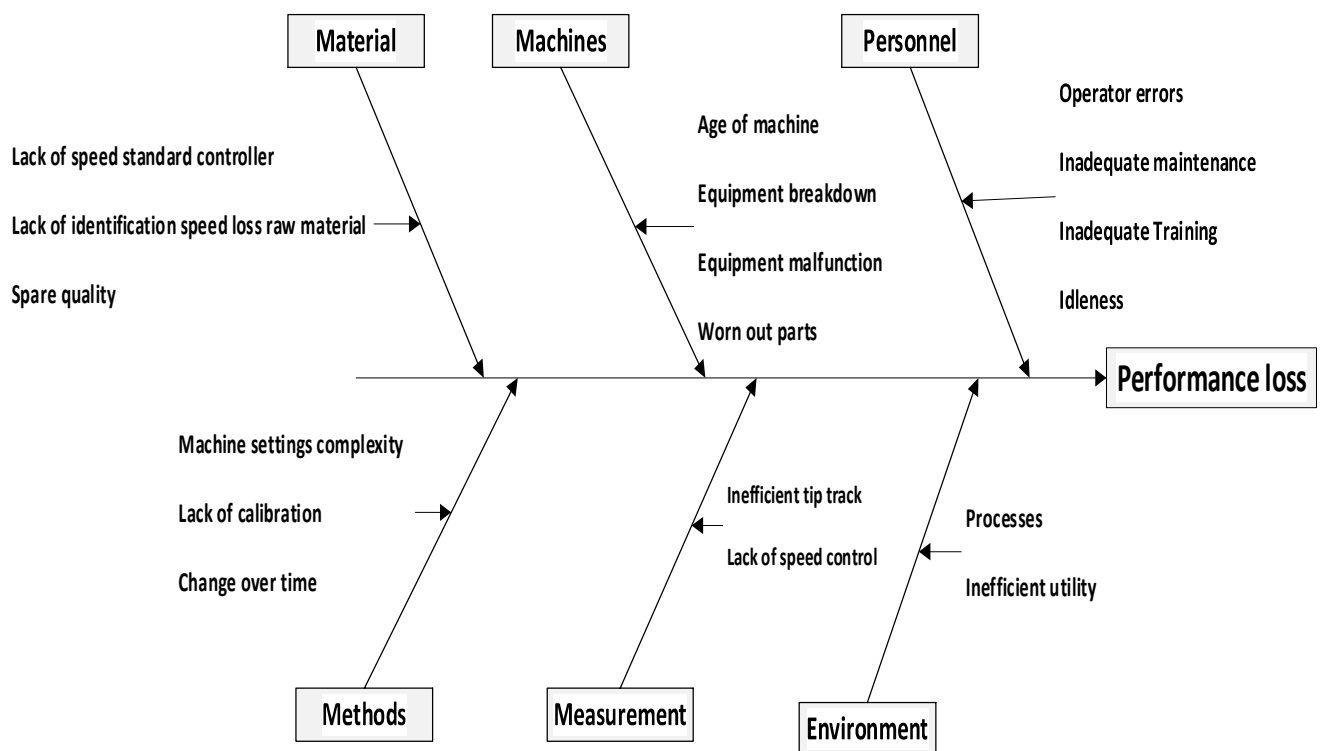 Material
Machines
Personnel
Lack of speed standard controller
Lack of identification speed loss raw material
Spare quality
Age of machine
Equipment breakdown
Equipment malfunction
Worn out parts
Operator errors
Inadequate maintenance
Inadequate Training
Idleness
Performance loss
Machine settings complexity
Lack of calibration
Change over time
Inefficient tip track
Lack of speed control
Processes
Inefficient utility
Methods
Measurement
Environment